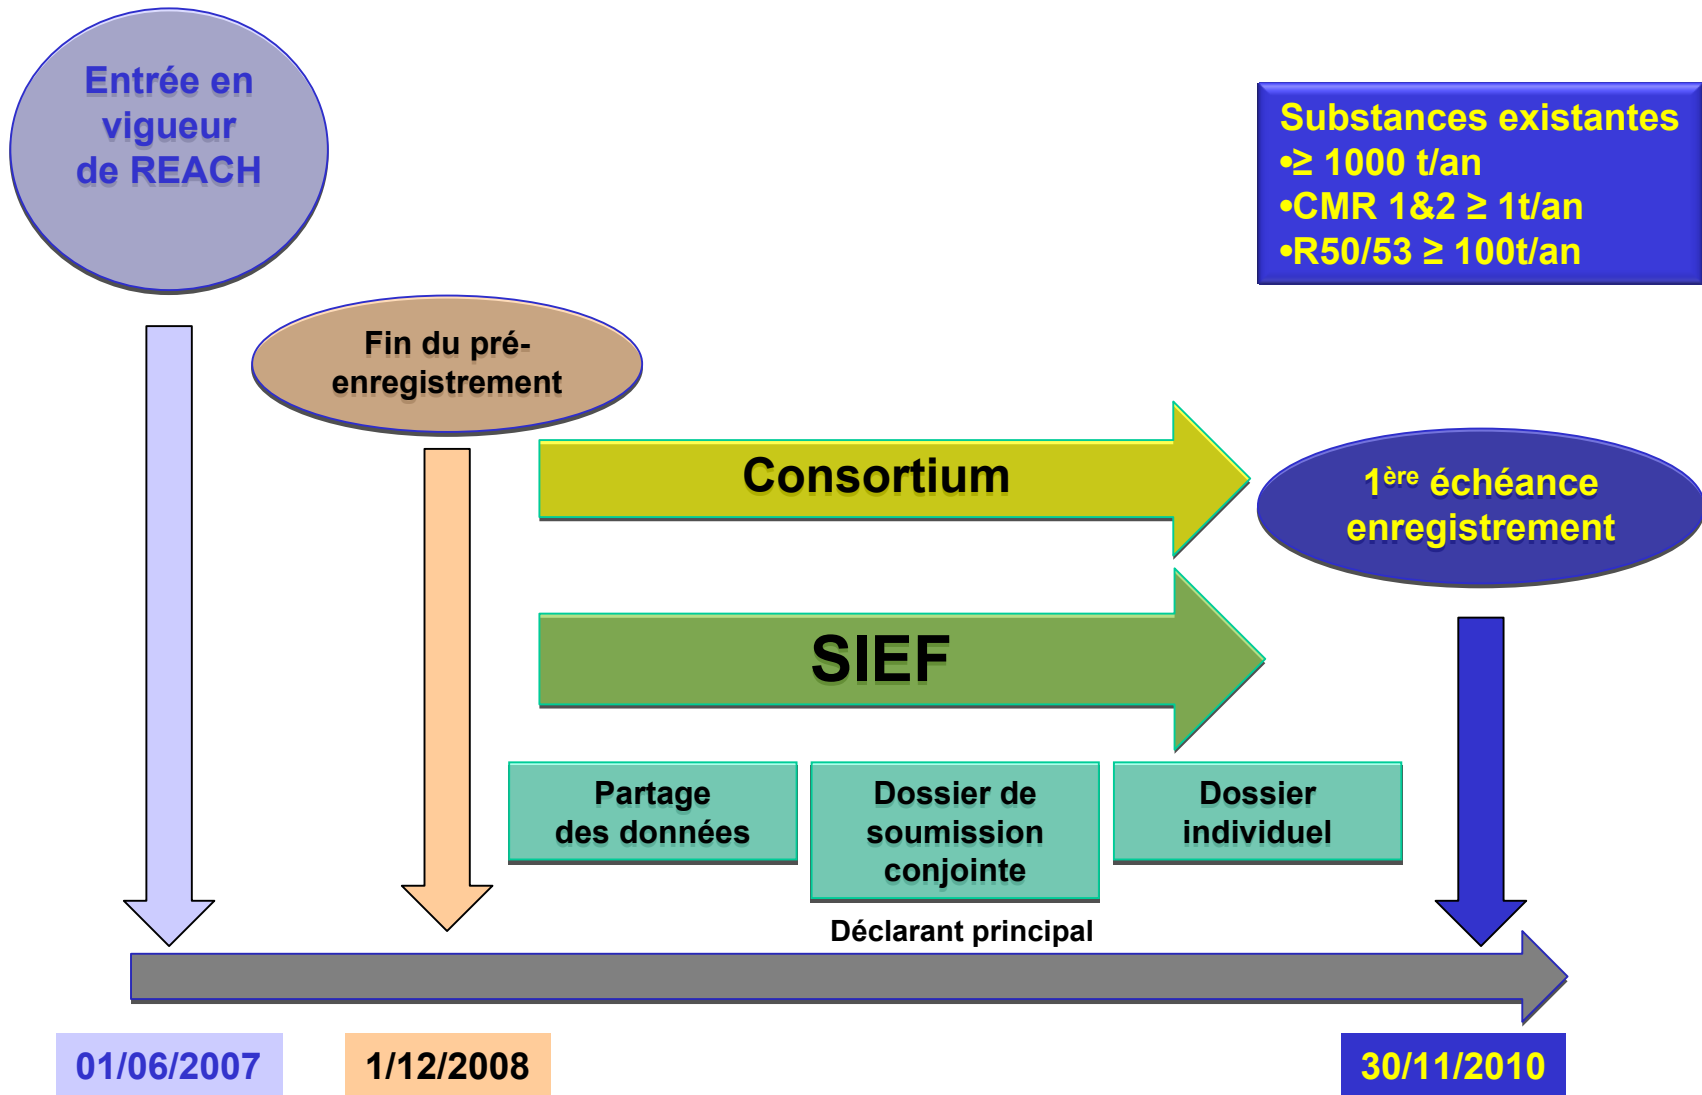 Entrée en
vigueur
de REACH
Substances existantes
•≥ 1000 t/an
•CMR 1&2 ≥ 1t/an
•R50/53 ≥ 100t/an
Fin du pré-
enregistrement
Consortium
1ère échéance
enregistrement
SIEF
Partage
des données
Dossier de
soumission
conjointe
Dossier
individuel
Déclarant principal
01/06/2007
1/12/2008
30/11/2010